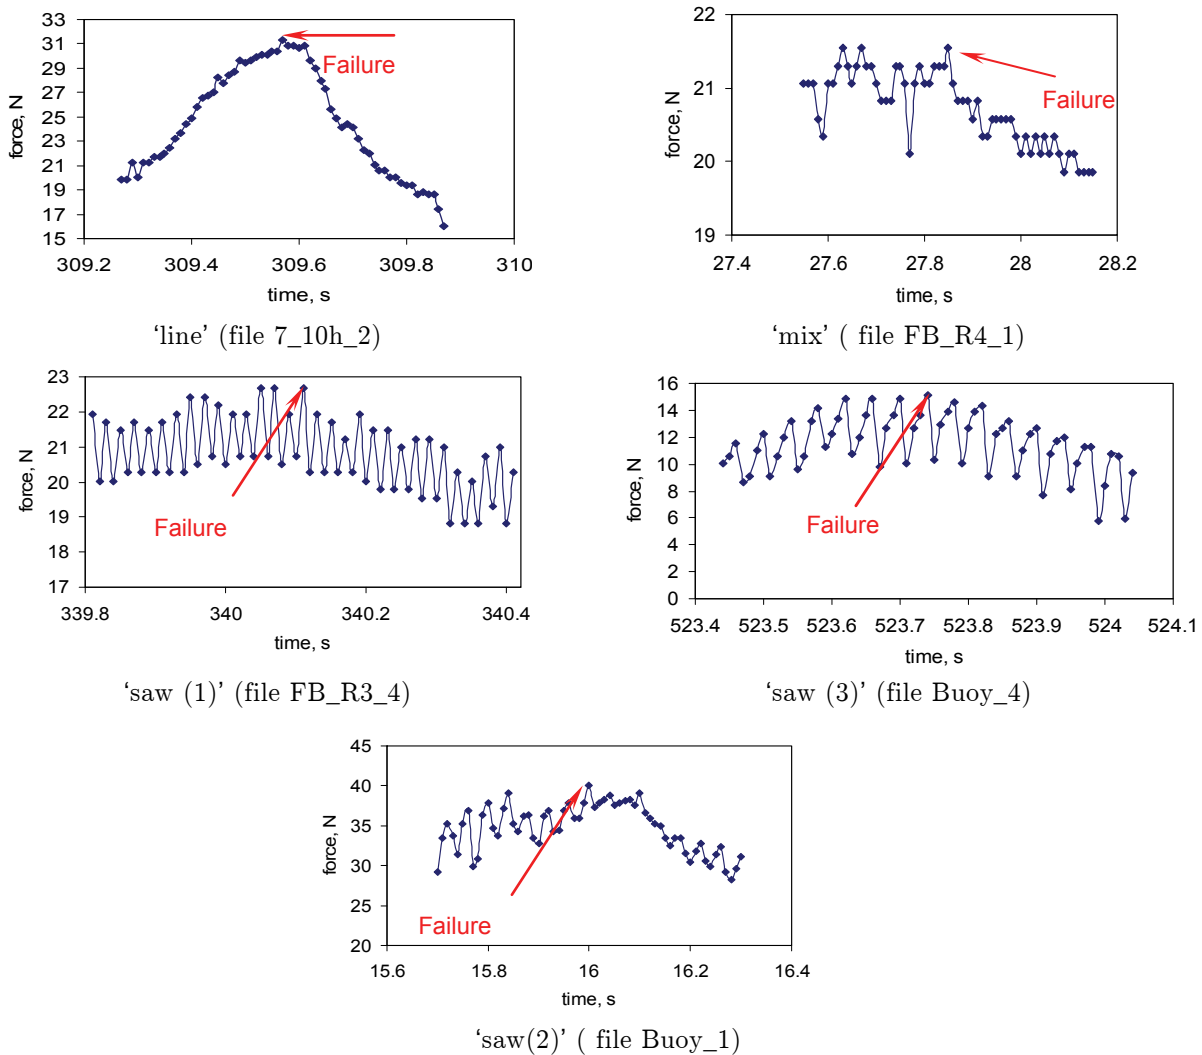 33
31
29
27
25
23
21
19
17
15
force, N
Failure
309.2 309.4 309.6 309.8 310
time, s
‘line’ (file 7_10h_2)
22
21
20
19
force, N
Failure
27.4 27.6 27.8 28 28.2
time, s
‘mix’ ( file FB_R4_1)
23
22
21
20
19
18
17
force, N
Failure
339.8 340 340.2 340.4
time, s
‘saw (1)’ (file FB_R3_4)
16
14
12
10
8
6
4
2
0
force, N
Failure
523.4 523.5 523.6 523.7 523.8 523.9 524 524.1
time, s
‘saw (3)’ (file Buoy_4)
45
40
35
30
25
20
force, N
Failure
15.6 15.8 16 16.2 16.4
time, s
‘saw(2)’ ( file Buoy_1)